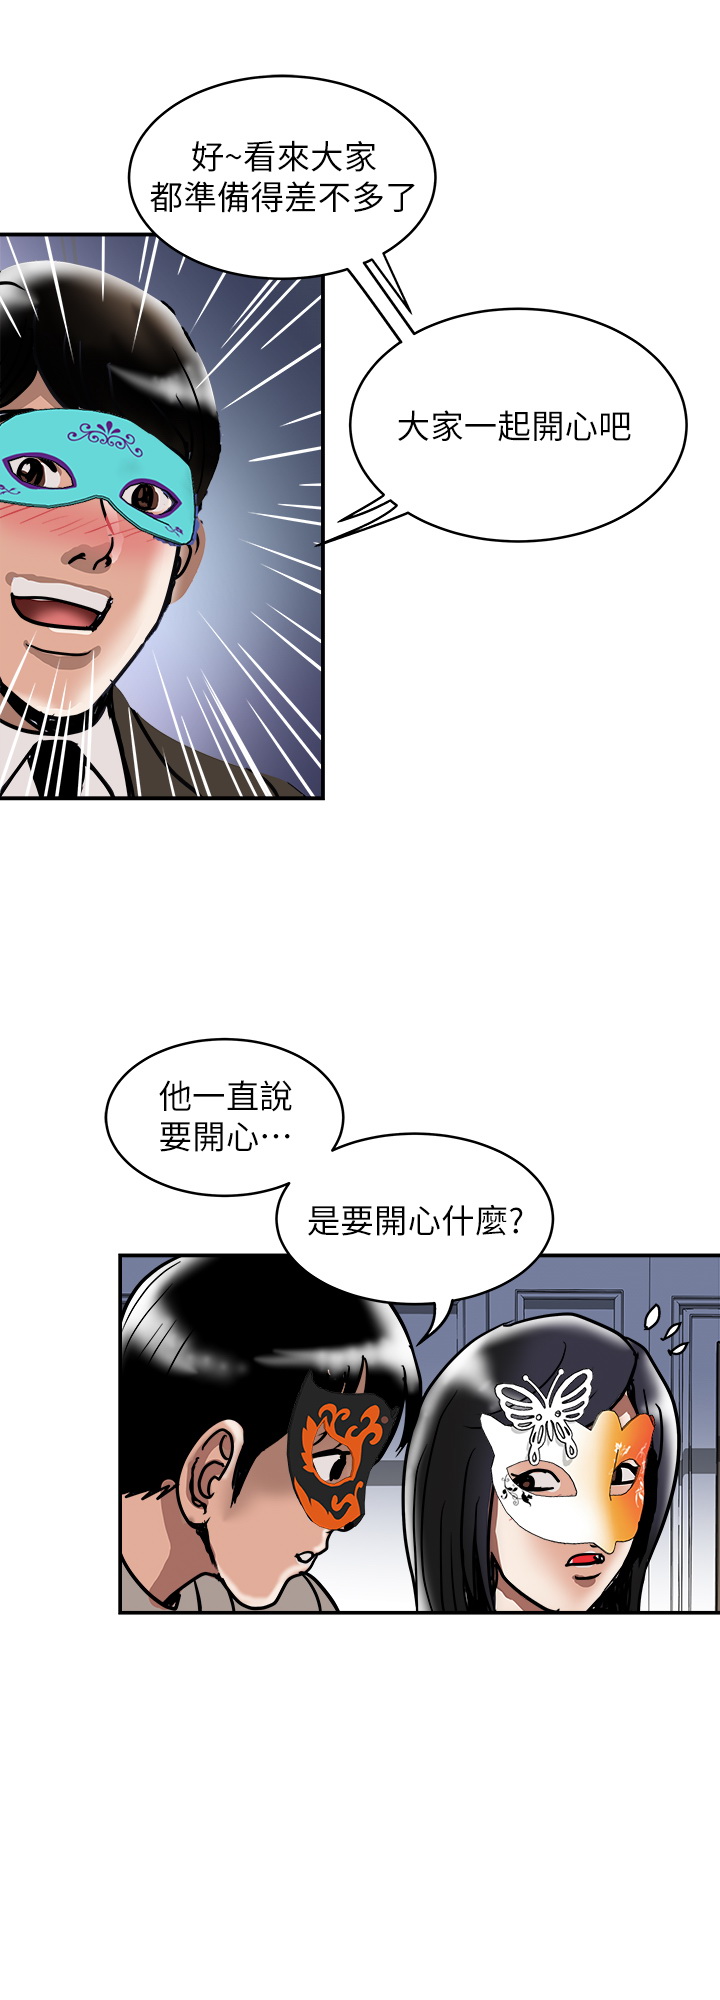 好~看來大家
都準備得差不多了
大家一起開心吧
他一直說
要開心…
是要開心什麼?